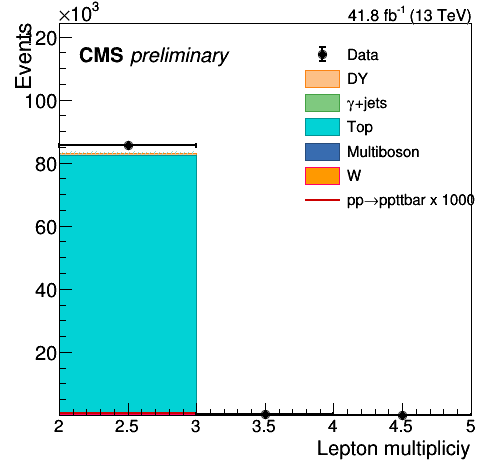 ×10³
41.8 fb⁻¹ (13 TeV)
Events
CMS preliminary
Data
DY
γ+jets
Top
Multiboson
W
pp→ppttbar x 1000
120
100
80
60
40
20
2 2.5 3 3.5 4 4.5 5
Lepton multipliciy